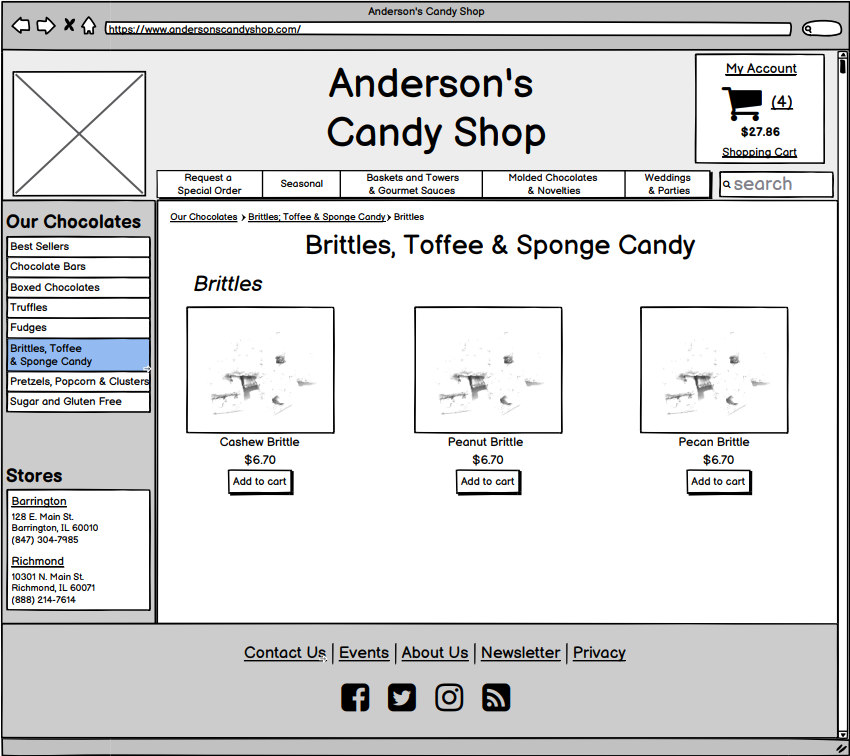 Anderson's Candy Shop
https://www.andersonscandyshop.com/
Anderson's
Candy Shop
My Account
(4)
$27.86
Shopping Cart
Request a
Special Order
Seasonal
Baskets and Towers
& Gourmet Sauces
Molded Chocolates
& Novelties
Weddings
& Parties
search
Our Chocolates
Best Sellers
Chocolate Bars
Boxed Chocolates
Truffles
Fudges
Brittles, Toffee
& Sponge Candy
Pretzels, Popcorn & Clusters
Sugar and Gluten Free
Stores
Barrington
128 E. Main St.
Barrington, IL 60010
(847) 304-7985
Richmond
10301 N. Main St.
Richmond, IL 60071
(888) 214-7614
Our Chocolates > Brittles; Toffee & Sponge Candy > Brittles
Brittles, Toffee & Sponge Candy
Brittles
Cashew Brittle
$6.70
Add to cart
Peanut Brittle
$6.70
Add to cart
Pecan Brittle
$6.70
Add to cart
Contact Us | Events | About Us | Newsletter | Privacy